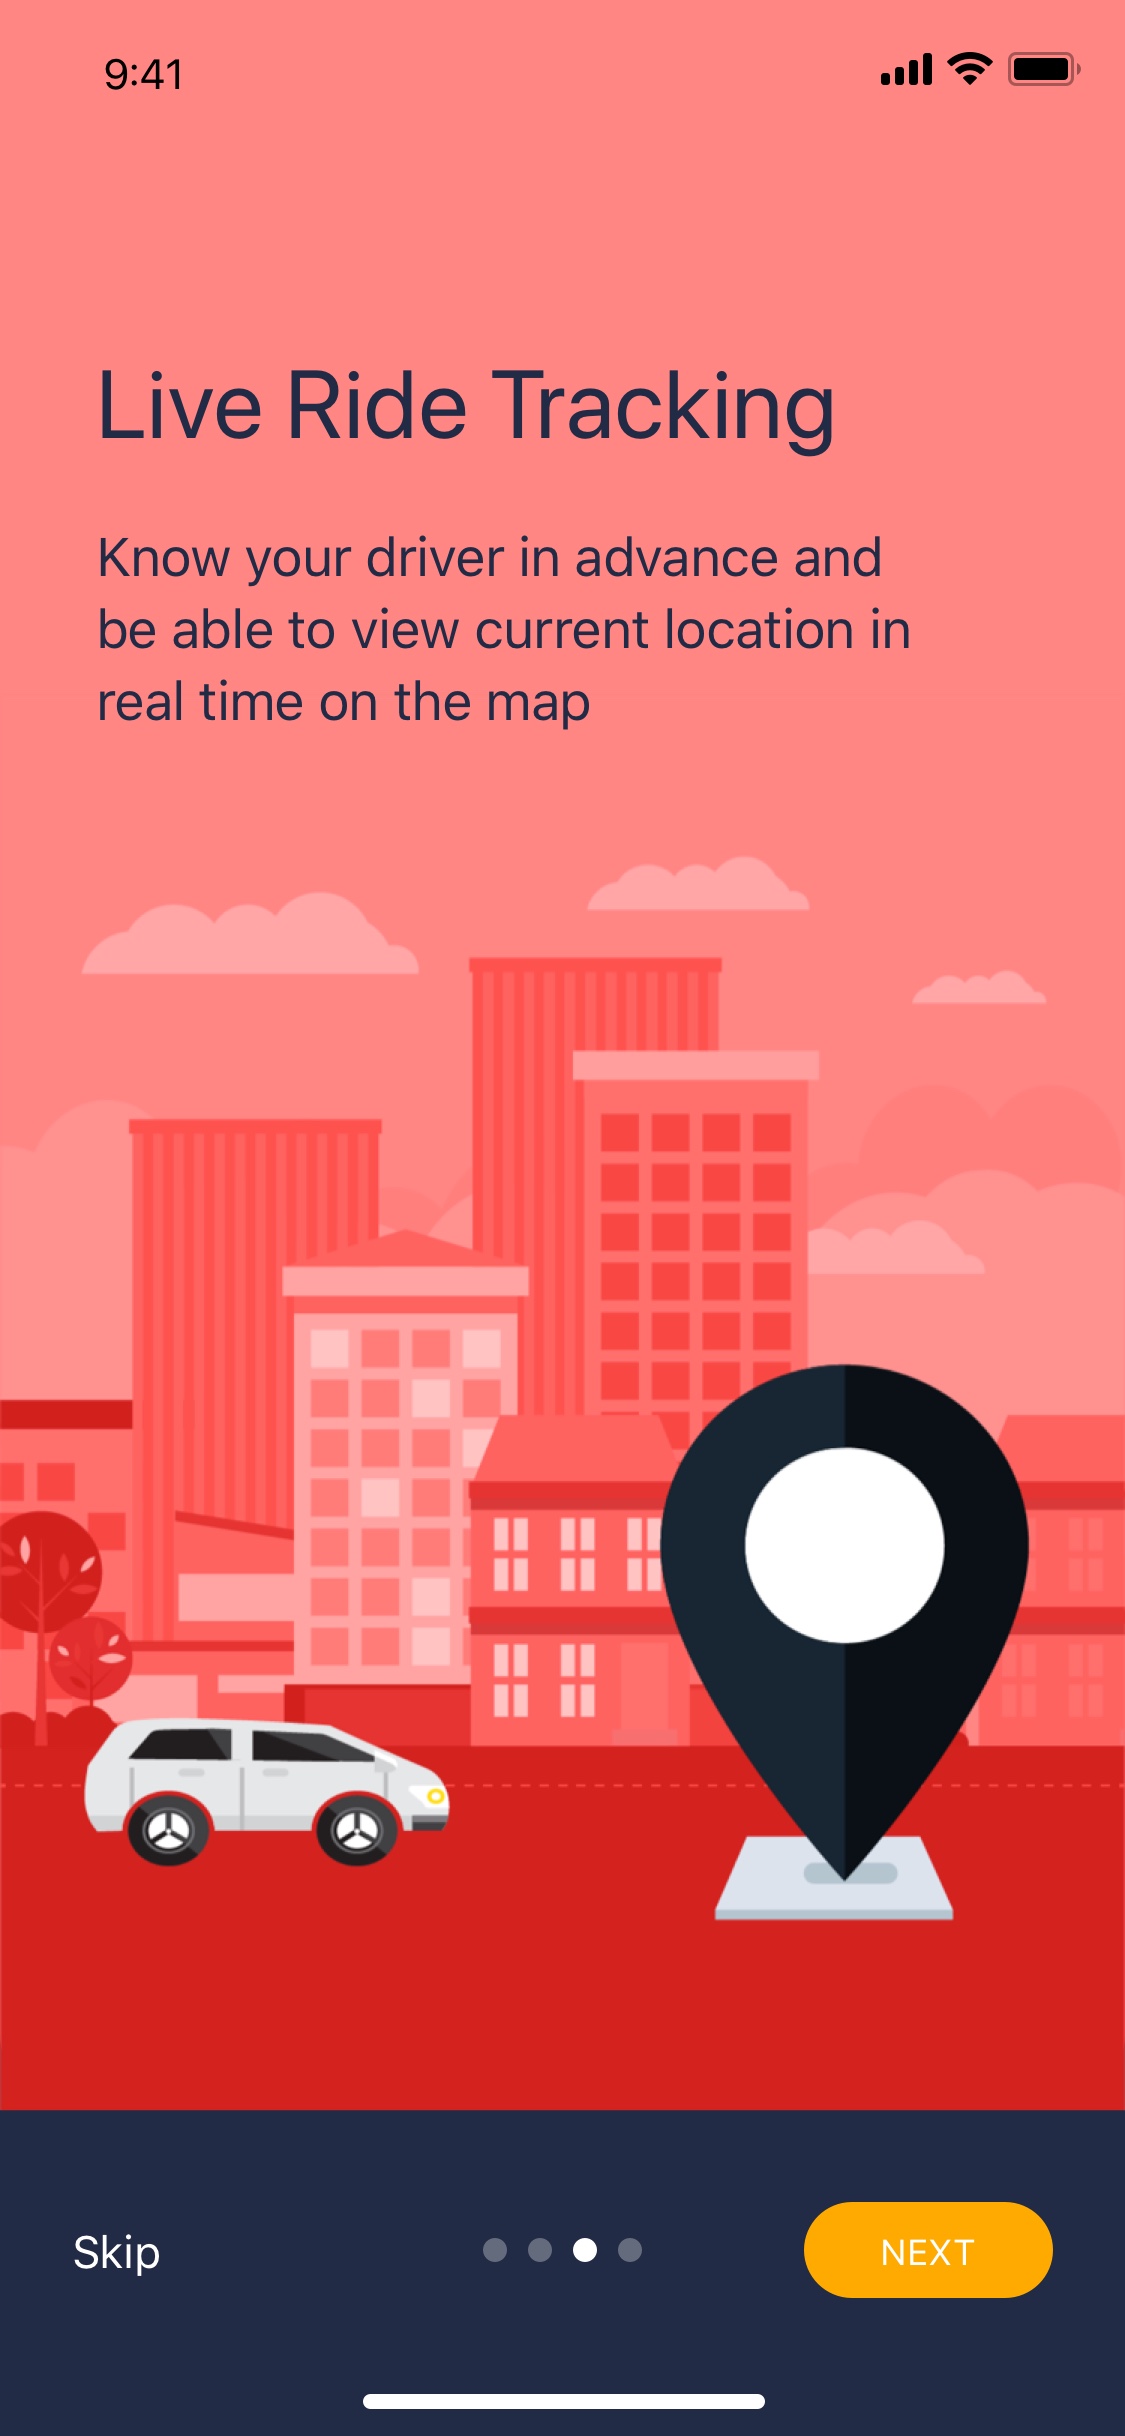 9:41
Live Ride Tracking
Know your driver in advance and
be able to view current location in
real time on the map
Skip
NEXT